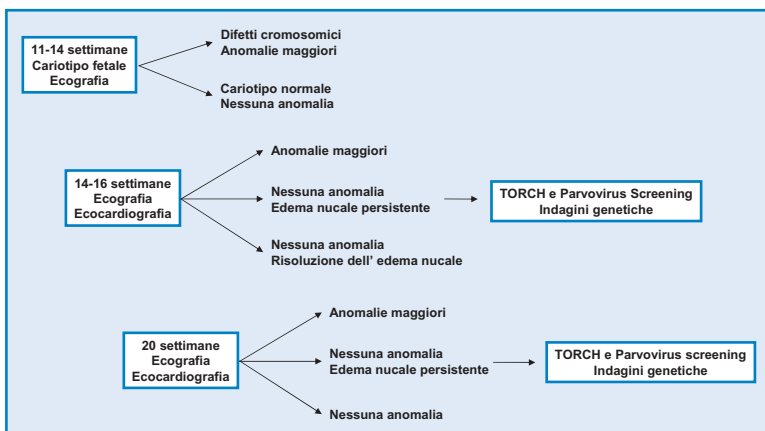 11-14 settimane
Cariotipo fetale
Ecografia
Difetti cromosomici
Anomalie maggiori
Cariotipo normale
Nessuna anomalia
14-16 settimane
Ecografia
Ecocardiografia
Anomalie maggiori
Nessuna anomalia
Edema nucale persistente
TORCH e Parvovirus Screening
Indagini genetiche
Nessuna anomalia
Risoluzione dell' edema nucale
20 settimane
Ecografia
Ecocardiografia
Anomalie maggiori
Nessuna anomalia
Edema nucale persistente
TORCH e Parvovirus screening
Indagini genetiche
Nessuna anomalia